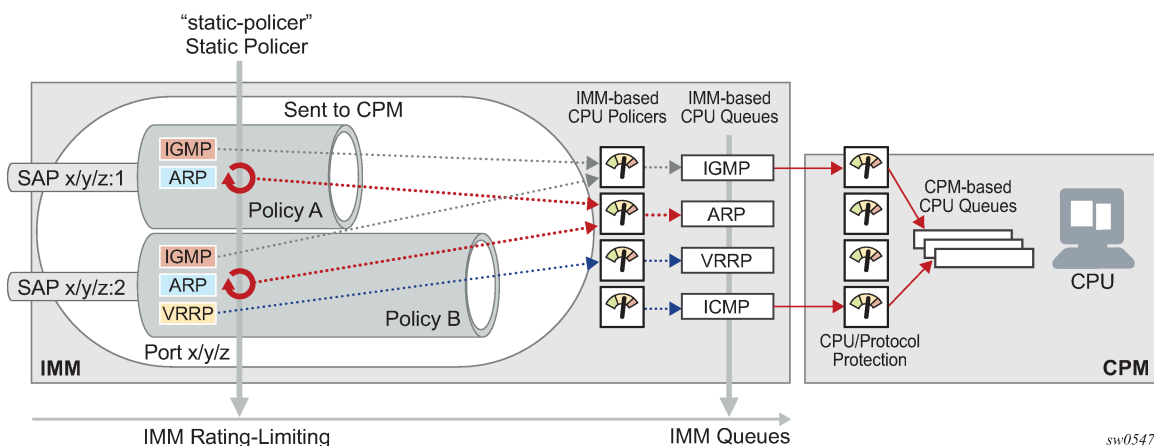 “static-policer”
Static Policer
Sent to CPM
IMM-based
CPU Policers
IMM-based
CPU Queues
IGMP
ARP
SAP x/y/z:1
Policy A
IGMP
ARP
VRRP
SAP x/y/z:2
Policy B
Port x/y/z
IMM
IGMP
ARP
VRRP
ICMP
CPM-based
CPU Queues
CPU
CPU/Protocol
Protection
CPM
IMM Rating-Limiting
IMM Queues
sw0547